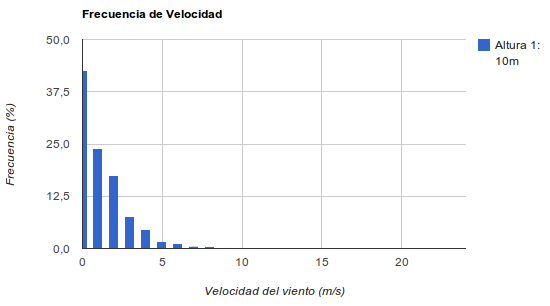 Frecuencia de Velocidad
50,0
37,5
25,0
12,5
0,0
Frecuencia (%)
0 5 10 15 20
Velocidad del viento (m/s)
Altura 1:
10m